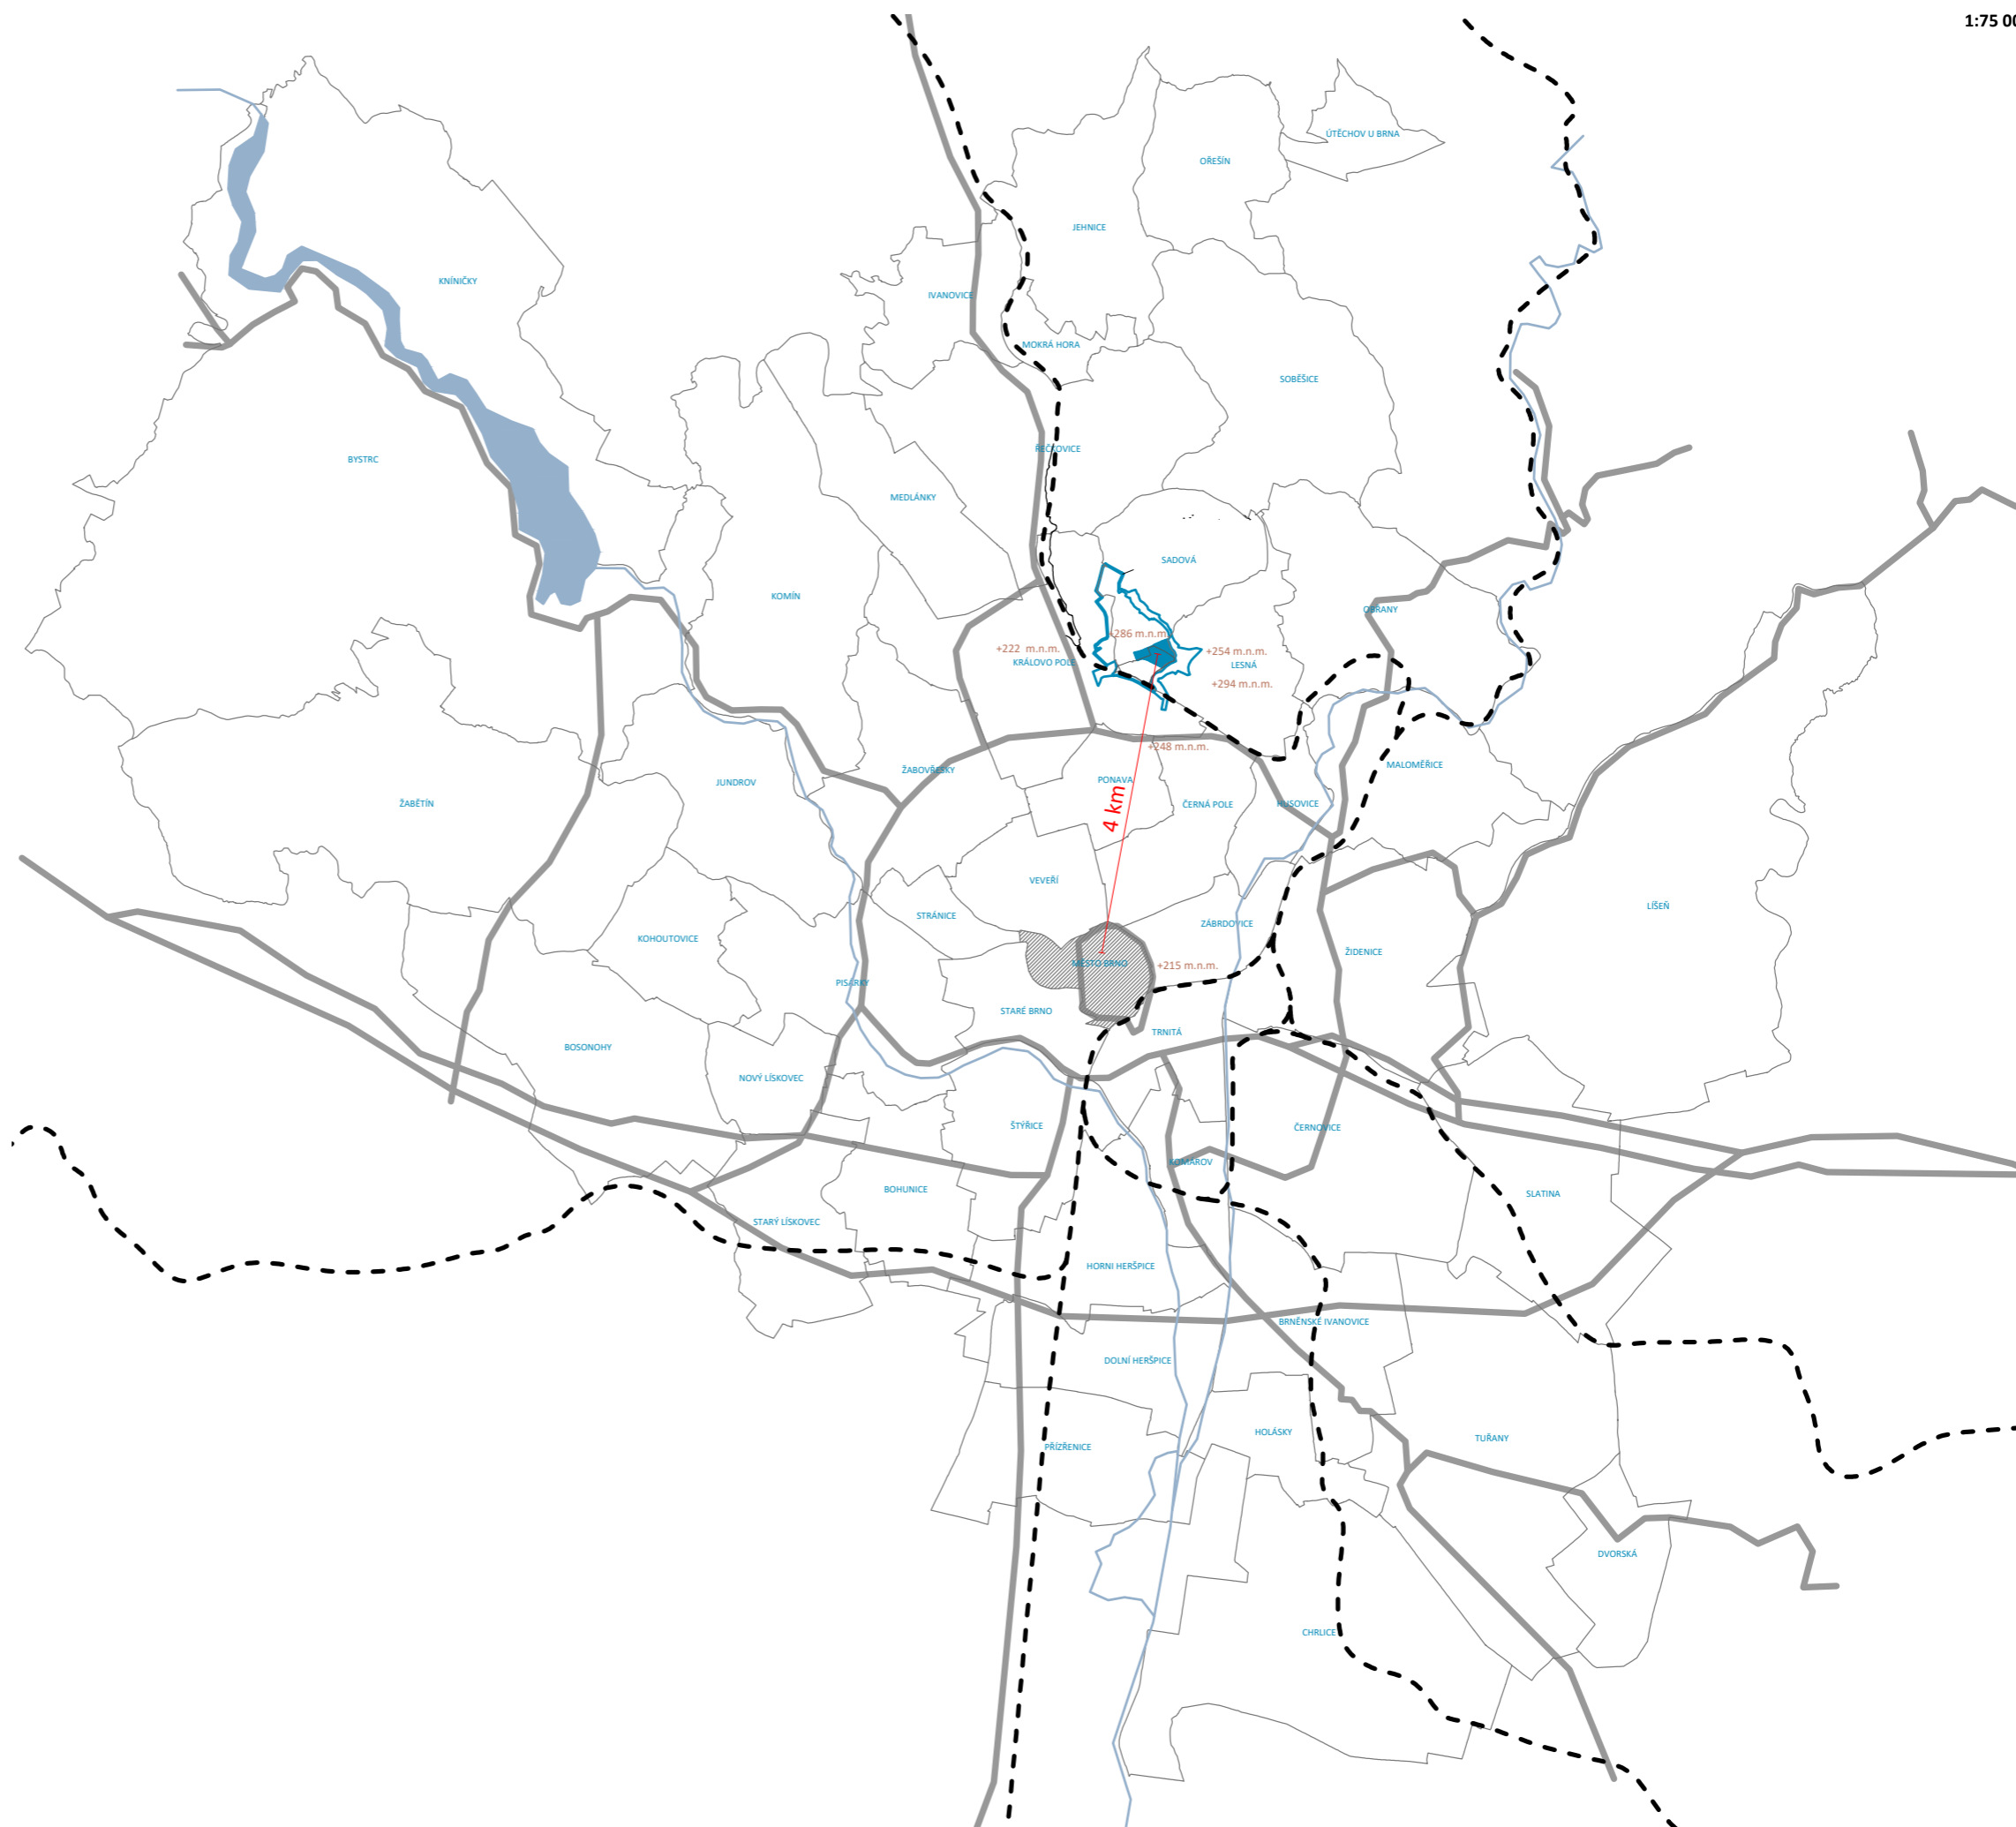 1:75 00
ÚTĚCHOV U BRNA
OŘEŠÍN
JEHNICE
KNÍNIČKY
IVANOVICE
MOKRÁ HORA
SOBĚŠICE
ŘEČKOVICE
BYSTRC
MEDLÁNKY
SADOVÁ
KOMÍN
OBŘANY
+286 m.n.m.
+222 m.n.m.
+254 m.n.m.
KRÁLOVO POLE
LESNÁ
+294 m.n.m.
+248 m.n.m.
ŽABOVŘESKY
MALOMĚŘICE
PONAVA
JUNDROV
ŽABĚTÍN
4 km
ČERNÁ POLE
HUSOVICE
VEVEŘÍ
LÍŠEŇ
STRÁNICE
ZÁBRDOVICE
KOHOUTOVICE
ŽIDENICE
MĚSTO BRNO
+215 m.n.m.
PISÁRKY
STARÉ BRNO
TRNITÁ
BOSONOHY
NOVÝ LÍSKOVEC
ŠTÝŘICE
ČERNOVICE
KOMÁROV
BOHUNICE
SLATINA
STARÝ LÍSKOVEC
HORNI HERŠPICE
BRNĚNSKÉ IVANOVICE
DOLNÍ HERŠPICE
HOLÁSKY
TUŘANY
PŘÍZŘENICE
DVORSKÁ
CHRLICE